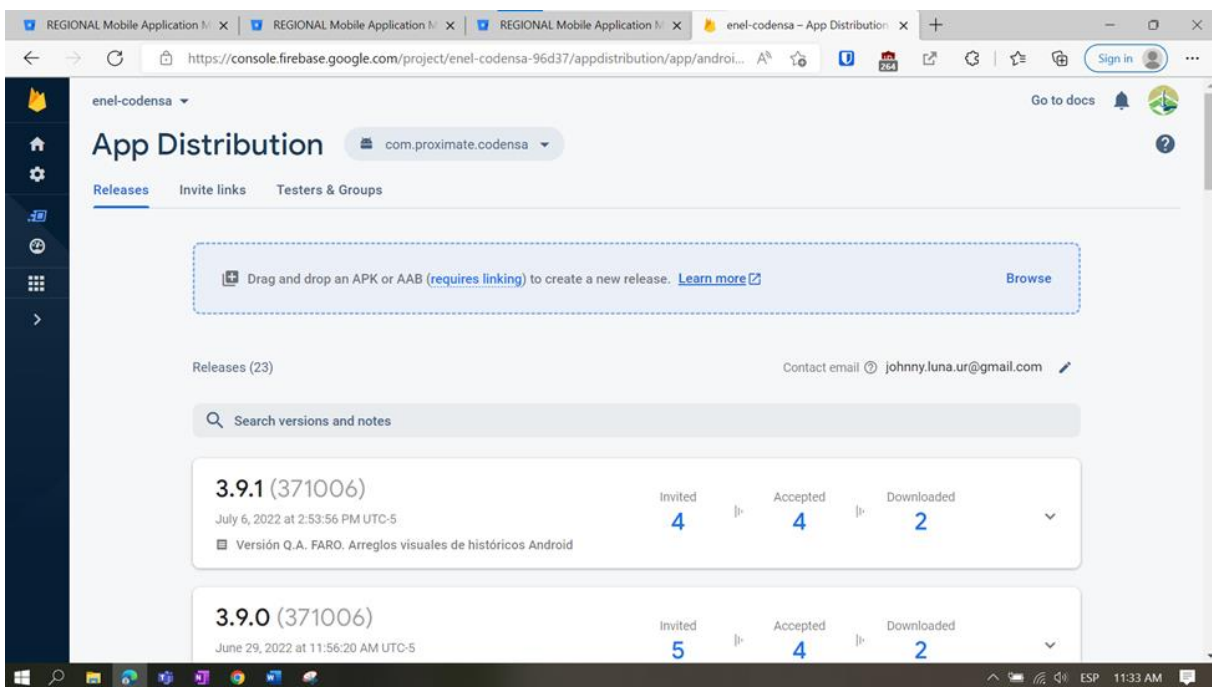 REGIONAL Mobile Application M
REGIONAL Mobile Application M
REGIONAL Mobile Application M
enel-codensa – App Distribution
https://console.firebase.google.com/project/enel-codensa-96d37/appdistribution/app/androi...
264
Sign in
enel-codensa
Go to docs
App Distribution
com.proximate.codensa
Releases
Invite links
Testers & Groups
Drag and drop an APK or AAB (requires linking) to create a new release. Learn more
Browse
Releases (23)
Contact email johnny.luna.ur@gmail.com
Search versions and notes
3.9.1 (371006)
Invited
Accepted
Downloaded
July 6, 2022 at 2:53:56 PM UTC-5
4
4
2
Versión Q.A. FARO. Arreglos visuales de históricos Android
3.9.0 (371006)
Invited
Accepted
Downloaded
June 29, 2022 at 11:56:20 AM UTC-5
5
4
2
ESP
11:33 AM